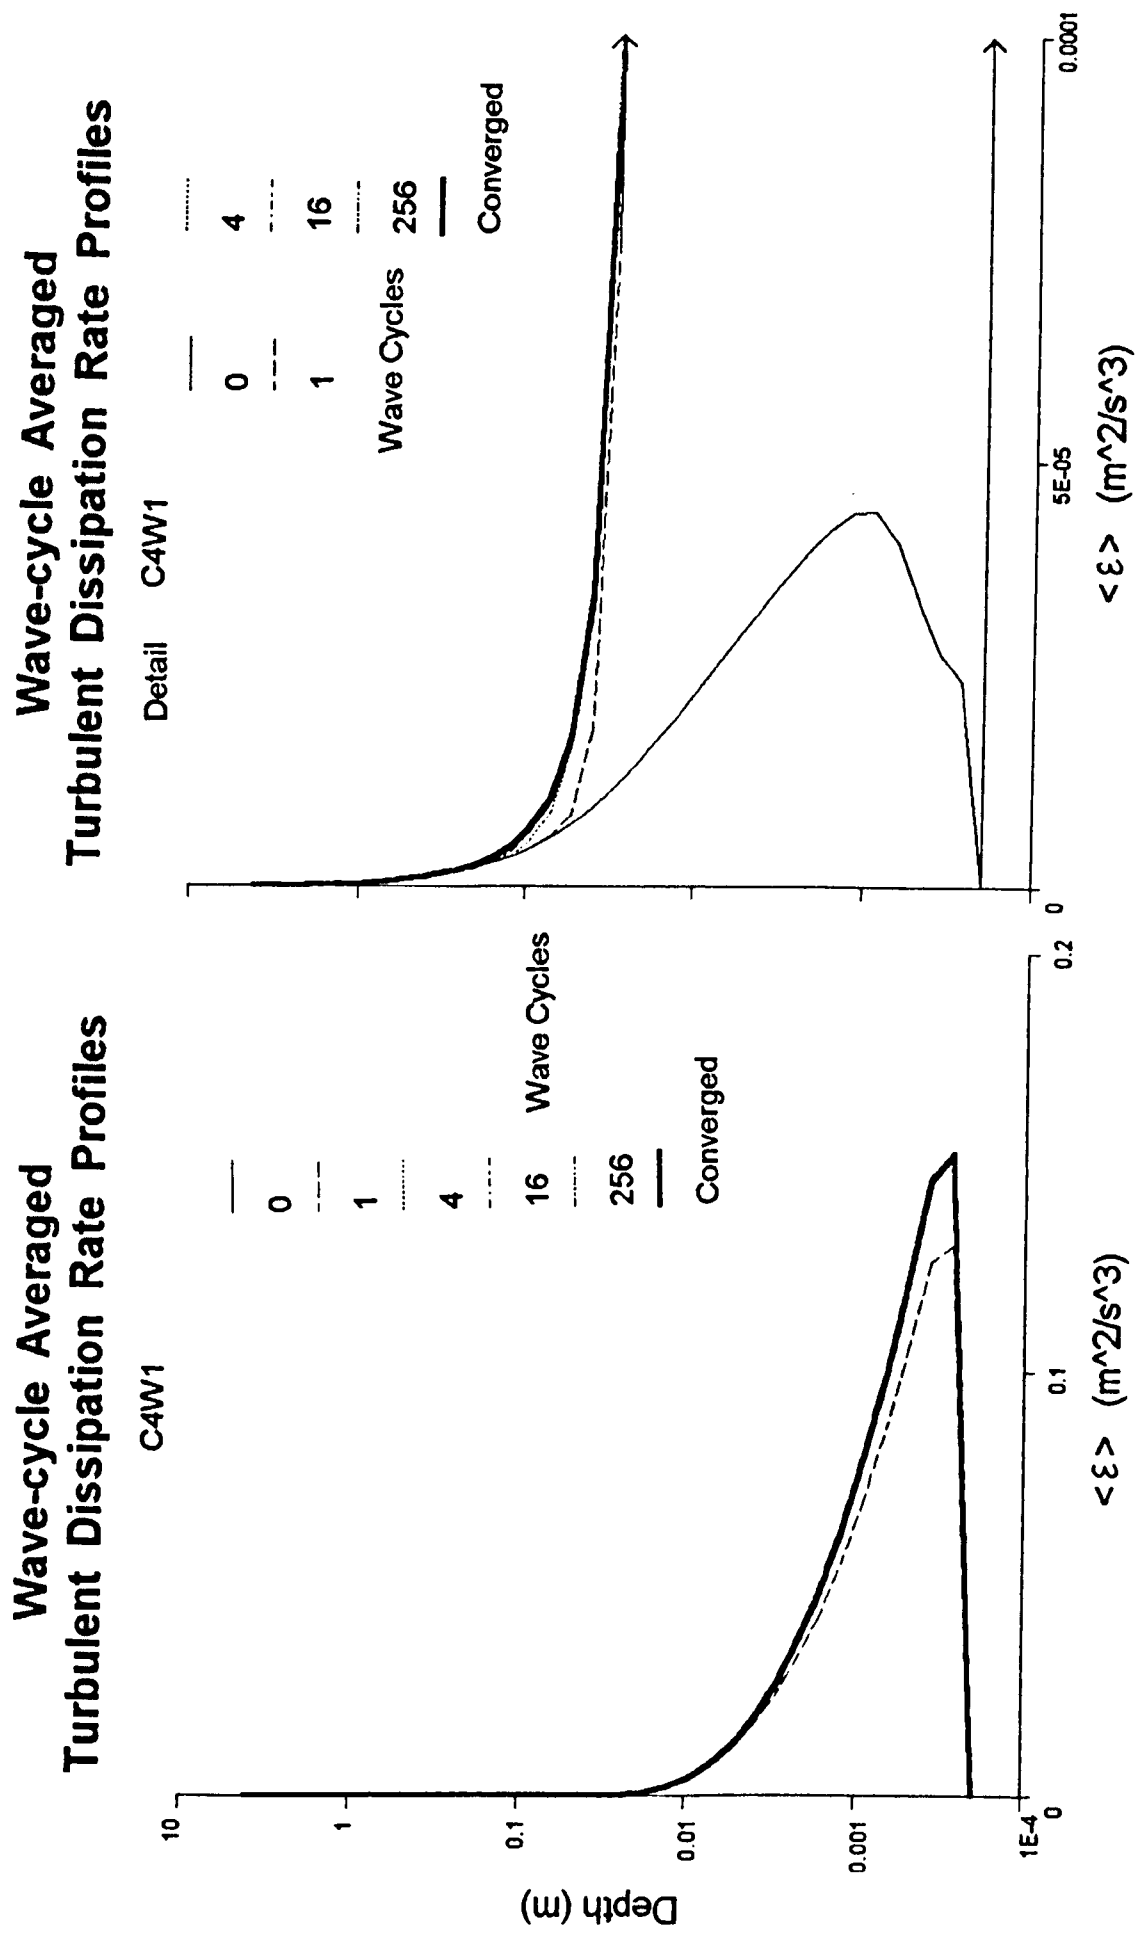 Wave-cycle Averaged
Turbulent Dissipation Rate Profiles
C4W1
0
1
4
16
256
Converged
Wave Cycles
10
1
0.1
0.01
0.001
1E-4
Depth (m)
0
0.1
0.2
<ε> (m^2/s^3)
Wave-cycle Averaged
Turbulent Dissipation Rate Profiles
Detail C4W1
0
1
Wave Cycles
4
16
256
Converged
0
5E-05
0.0001
<ε> (m^2/s^3)